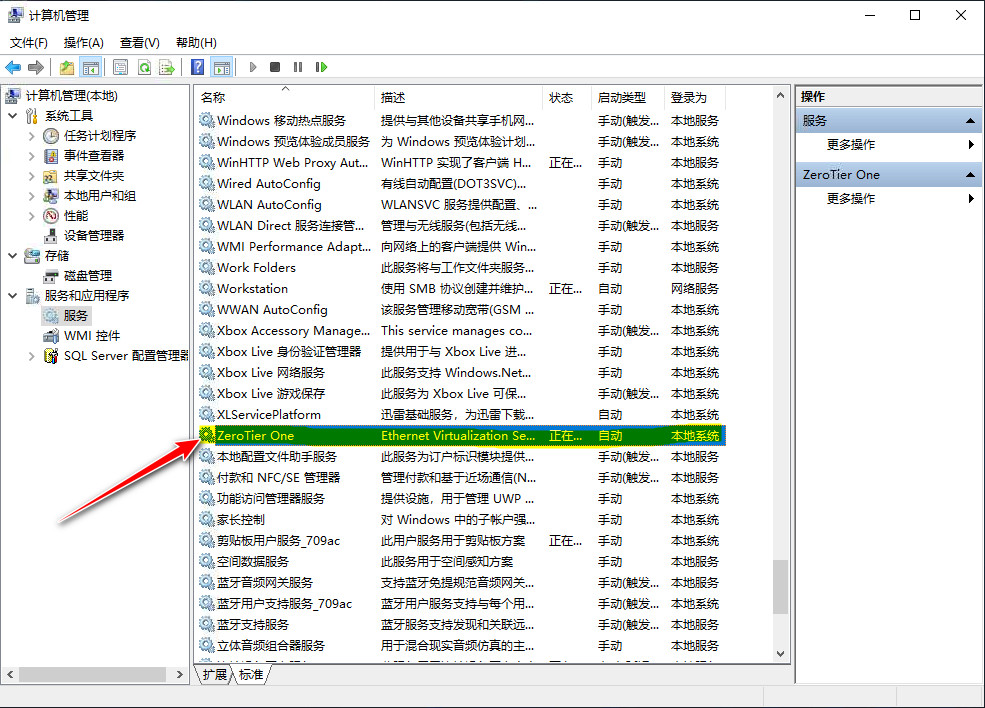 计算机管理
文件(F) 操作(A) 查看(V) 帮助(H)
计算机管理(本地)
系统工具
任务计划程序
事件查看器
共享文件夹
本地用户和组
性能
设备管理器
存储
磁盘管理
服务和应用程序
服务
WMI 控件
SQL Server 配置管理器
名称 描述 状态 启动类型 登录为
Windows 移动热点服务 提供与其他设备共享手机网... 手动(触发... 本地服务
Windows 预览体验成员服务 为 Windows 预览体验计划... 手动(触发... 本地系统
WinHTTP Web Proxy Aut... WinHTTP 实现了客户端 H... 正在... 手动 本地服务
Wired AutoConfig 有线自动配置(DOT3SVC)... 手动 本地系统
WLAN AutoConfig WLANSVC 服务提供配置、... 手动 本地系统
WLAN Direct 服务连接管... 管理与无线服务(包括无线... 手动(触发... 本地服务
WMI Performance Adapt... 向网络上的客户端提供 Win... 手动 本地系统
Work Folders 此服务将与工作文件夹服务... 手动 本地服务
Workstation 使用 SMB 协议创建并维护... 正在... 自动 网络服务
WWAN AutoConfig 该服务管理移动宽带(GSM ... 手动 本地系统
Xbox Accessory Manage... This service manages co... 手动(触发... 本地系统
Xbox Live 身份验证管理器 提供用于与 Xbox Live 进... 手动 本地系统
Xbox Live 网络服务 此服务支持 Windows.Net... 手动 本地系统
Xbox Live 游戏保存 此服务为 Xbox Live 可保... 手动(触发... 本地系统
XLServicePlatform 迅雷基础服务，为迅雷下载... 自动 本地系统
ZeroTier One Ethernet Virtualization Se... 正在... 自动 本地系统
本地配置文件助手服务 此服务为订户标识模块提供... 手动(触发... 本地服务
付款和 NFC/SE 管理器 管理付款和基于近场通信(N... 手动(触发... 本地服务
功能访问管理器服务 提供设施，用于管理 UWP ... 手动 本地系统
家长控制 对 Windows 中的子帐户强... 手动 本地系统
剪贴板用户服务_709ac 此用户服务用于剪贴板方案 正在... 手动 本地系统
空间数据服务 此服务用于空间感知方案 手动 本地服务
蓝牙音频网关服务 支持蓝牙免提规范音频网关... 手动(触发... 本地服务
蓝牙用户支持服务_709ac 蓝牙用户服务支持与每个用... 手动(触发... 本地系统
蓝牙支持服务 蓝牙服务支持发现和关联远... 手动(触发... 本地服务
立体音频组合器服务 用于混合现实音频仿真的主... 手动 本地服务
扩展 标准
操作
服务
更多操作
ZeroTier One
更多操作